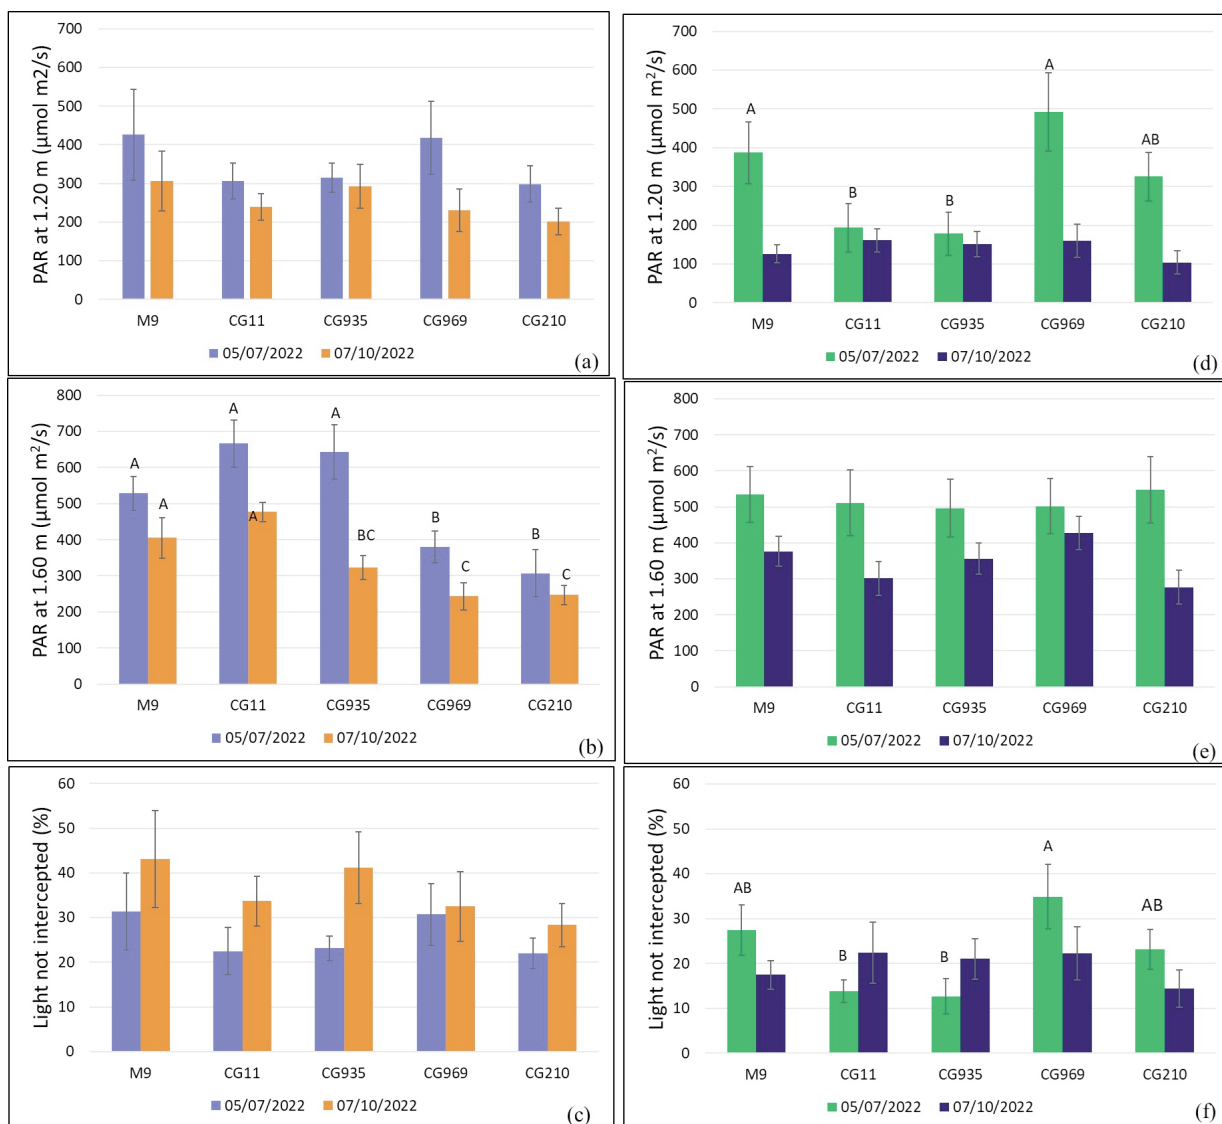 PAR at 1.20 m (µmol m2/s)
700
600
500
400
300
200
100
0
M9 CG11 CG935 CG969 CG210
05/07/2022 07/10/2022
(a)
PAR at 1.20 m (µmol m²/s)
700
600
500
400
300
200
100
0
A B B A AB
M9 CG11 CG935 CG969 CG210
05/07/2022 07/10/2022
(d)
PAR at 1.60 m (µmol m²/s)
800
700
600
500
400
300
200
100
0
A A A A A BC B C B C
M9 CG11 CG935 CG969 CG210
05/07/2022 07/10/2022
(b)
PAR at 1.60 m (µmol m²/s)
800
700
600
500
400
300
200
100
0
M9 CG11 CG935 CG969 CG210
05/07/2022 07/10/2022
(e)
Light not intercepted (%)
60
50
40
30
20
10
0
M9 CG11 CG935 CG969 CG210
05/07/2022 07/10/2022
(c)
Light not intercepted (%)
60
50
40
30
20
10
0
AB B B A AB
M9 CG11 CG935 CG969 CG210
05/07/2022 07/10/2022
(f)